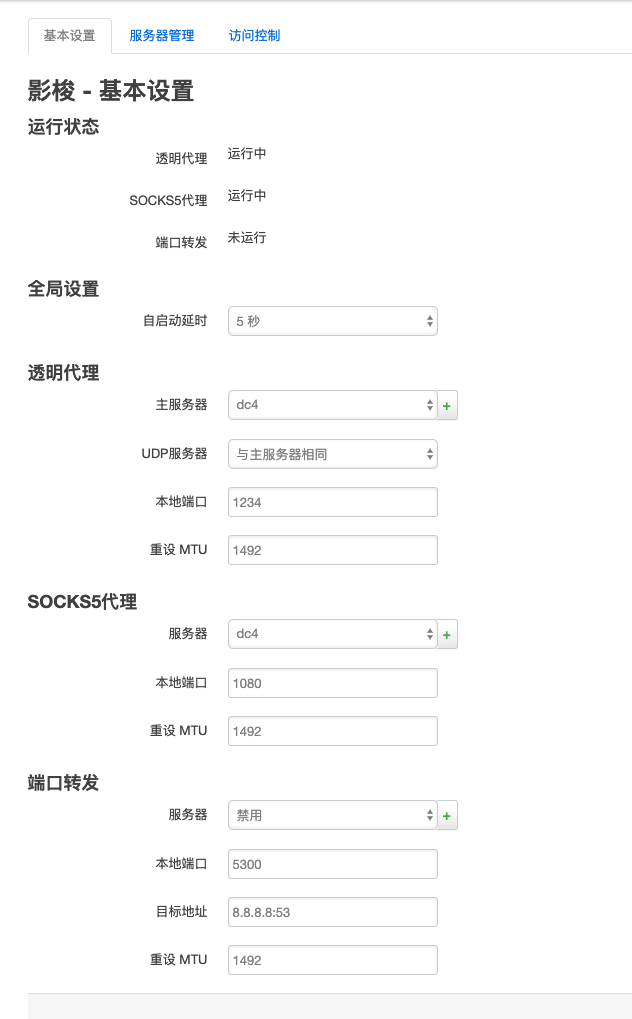 基本设置 服务器管理 访问控制
影梭 - 基本设置
运行状态
透明代理 运行中
SOCKS5代理 运行中
端口转发 未运行
全局设置
自启动延时 5 秒
透明代理
主服务器 dc4 +
UDP服务器 与主服务器相同
本地端口 1234
重设 MTU 1492
SOCKS5代理
服务器 dc4 +
本地端口 1080
重设 MTU 1492
端口转发
服务器 禁用 +
本地端口 5300
目标地址 8.8.8.8:53
重设 MTU 1492